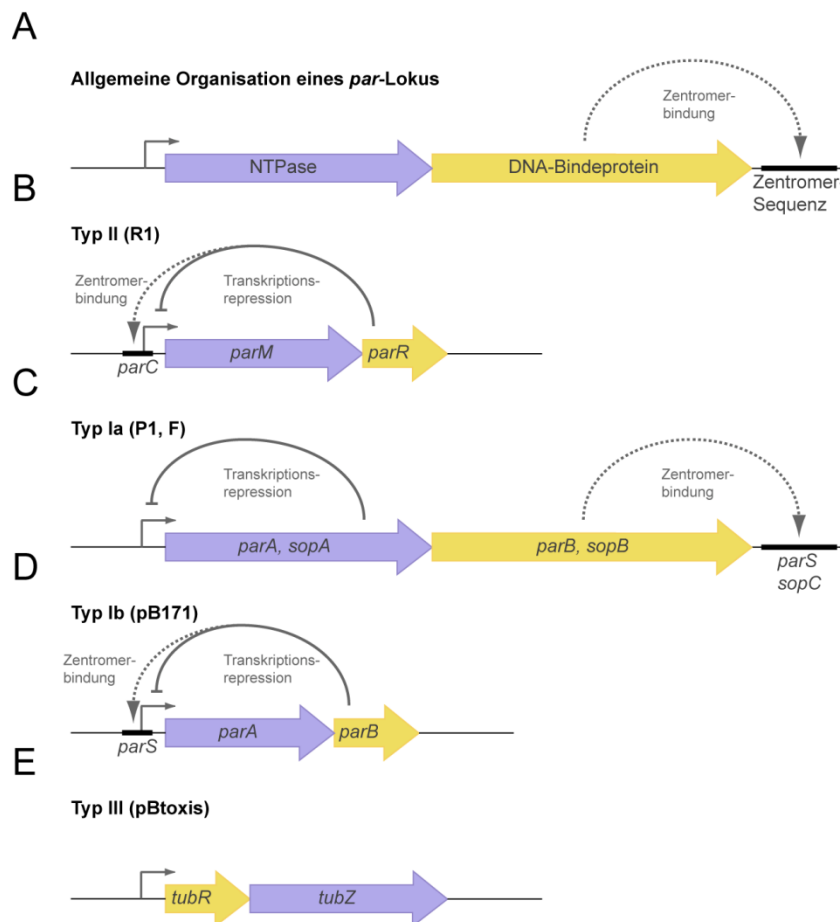 A
Allgemeine Organisation eines par-Lokus
Zentromer-
bindung
NTPase
DNA-Bindeprotein
Zentromer
Sequenz
B
Typ II (R1)
Zentromer-
bindung
Transkriptions-
repression
parC
parM
parR
C
Typ Ia (P1, F)
Transkriptions-
repression
Zentromer-
bindung
parA, sopA
parB, sopB
parS
sopC
D
Typ Ib (pB171)
Zentromer-
bindung
Transkriptions-
repression
parS
parA
parB
E
Typ III (pBtoxis)
tubR
tubZ